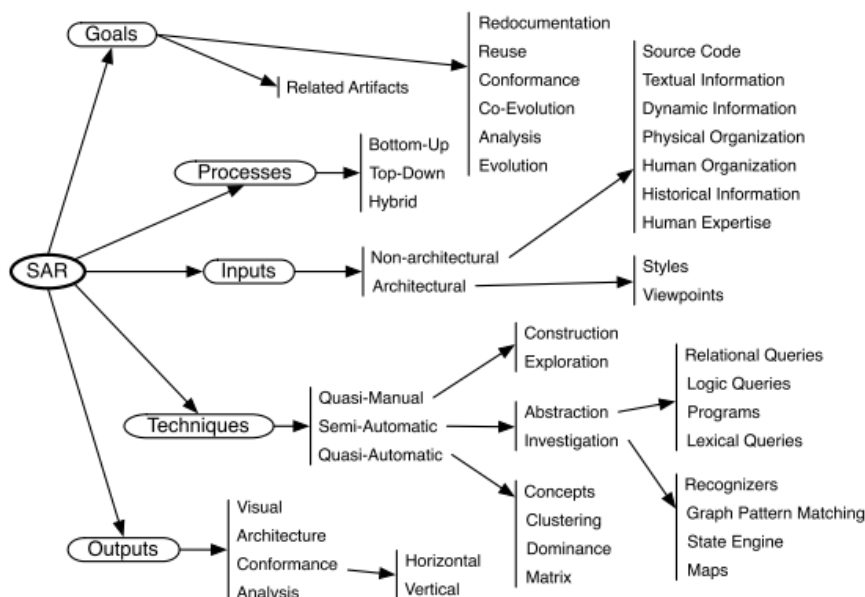 Goals
Related Artifacts
Redocumentation
Reuse
Conformance
Co-Evolution
Analysis
Evolution
Processes
Bottom-Up
Top-Down
Hybrid
Source Code
Textual Information
Dynamic Information
Physical Organization
Human Organization
Historical Information
Human Expertise
SAR
Inputs
Non-architectural
Architectural
Styles
Viewpoints
Techniques
Quasi-Manual
Semi-Automatic
Quasi-Automatic
Construction
Exploration
Abstraction
Investigation
Relational Queries
Logic Queries
Programs
Lexical Queries
Concepts
Clustering
Dominance
Matrix
Recognizers
Graph Pattern Matching
State Engine
Maps
Outputs
Visual
Architecture
Conformance
Analysis
Horizontal
Vertical